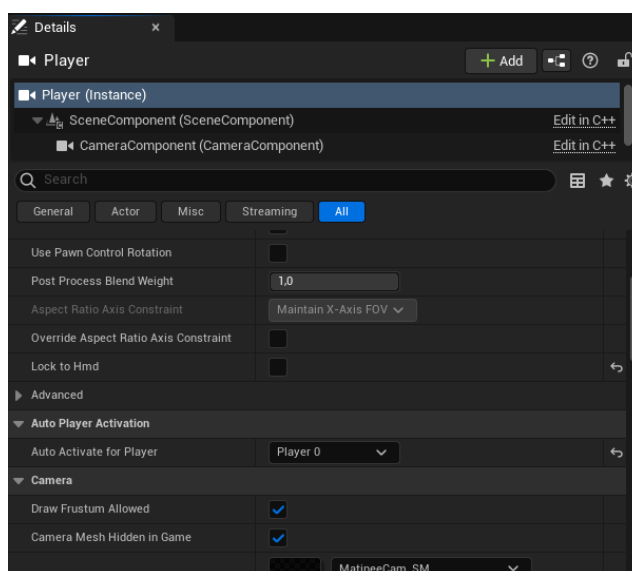 Details
Player
Add
Player (Instance)
SceneComponent (SceneComponent) Edit in C++
CameraComponent (CameraComponent) Edit in C++
Search
General Actor Misc Streaming All
Use Pawn Control Rotation
Post Process Blend Weight 1,0
Aspect Ratio Axis Constraint Maintain X-Axis FOV
Override Aspect Ratio Axis Constraint
Lock to Hmd
Advanced
Auto Player Activation
Auto Activate for Player Player 0
Camera
Draw Frustum Allowed
Camera Mesh Hidden in Game
MatineeCam_SM